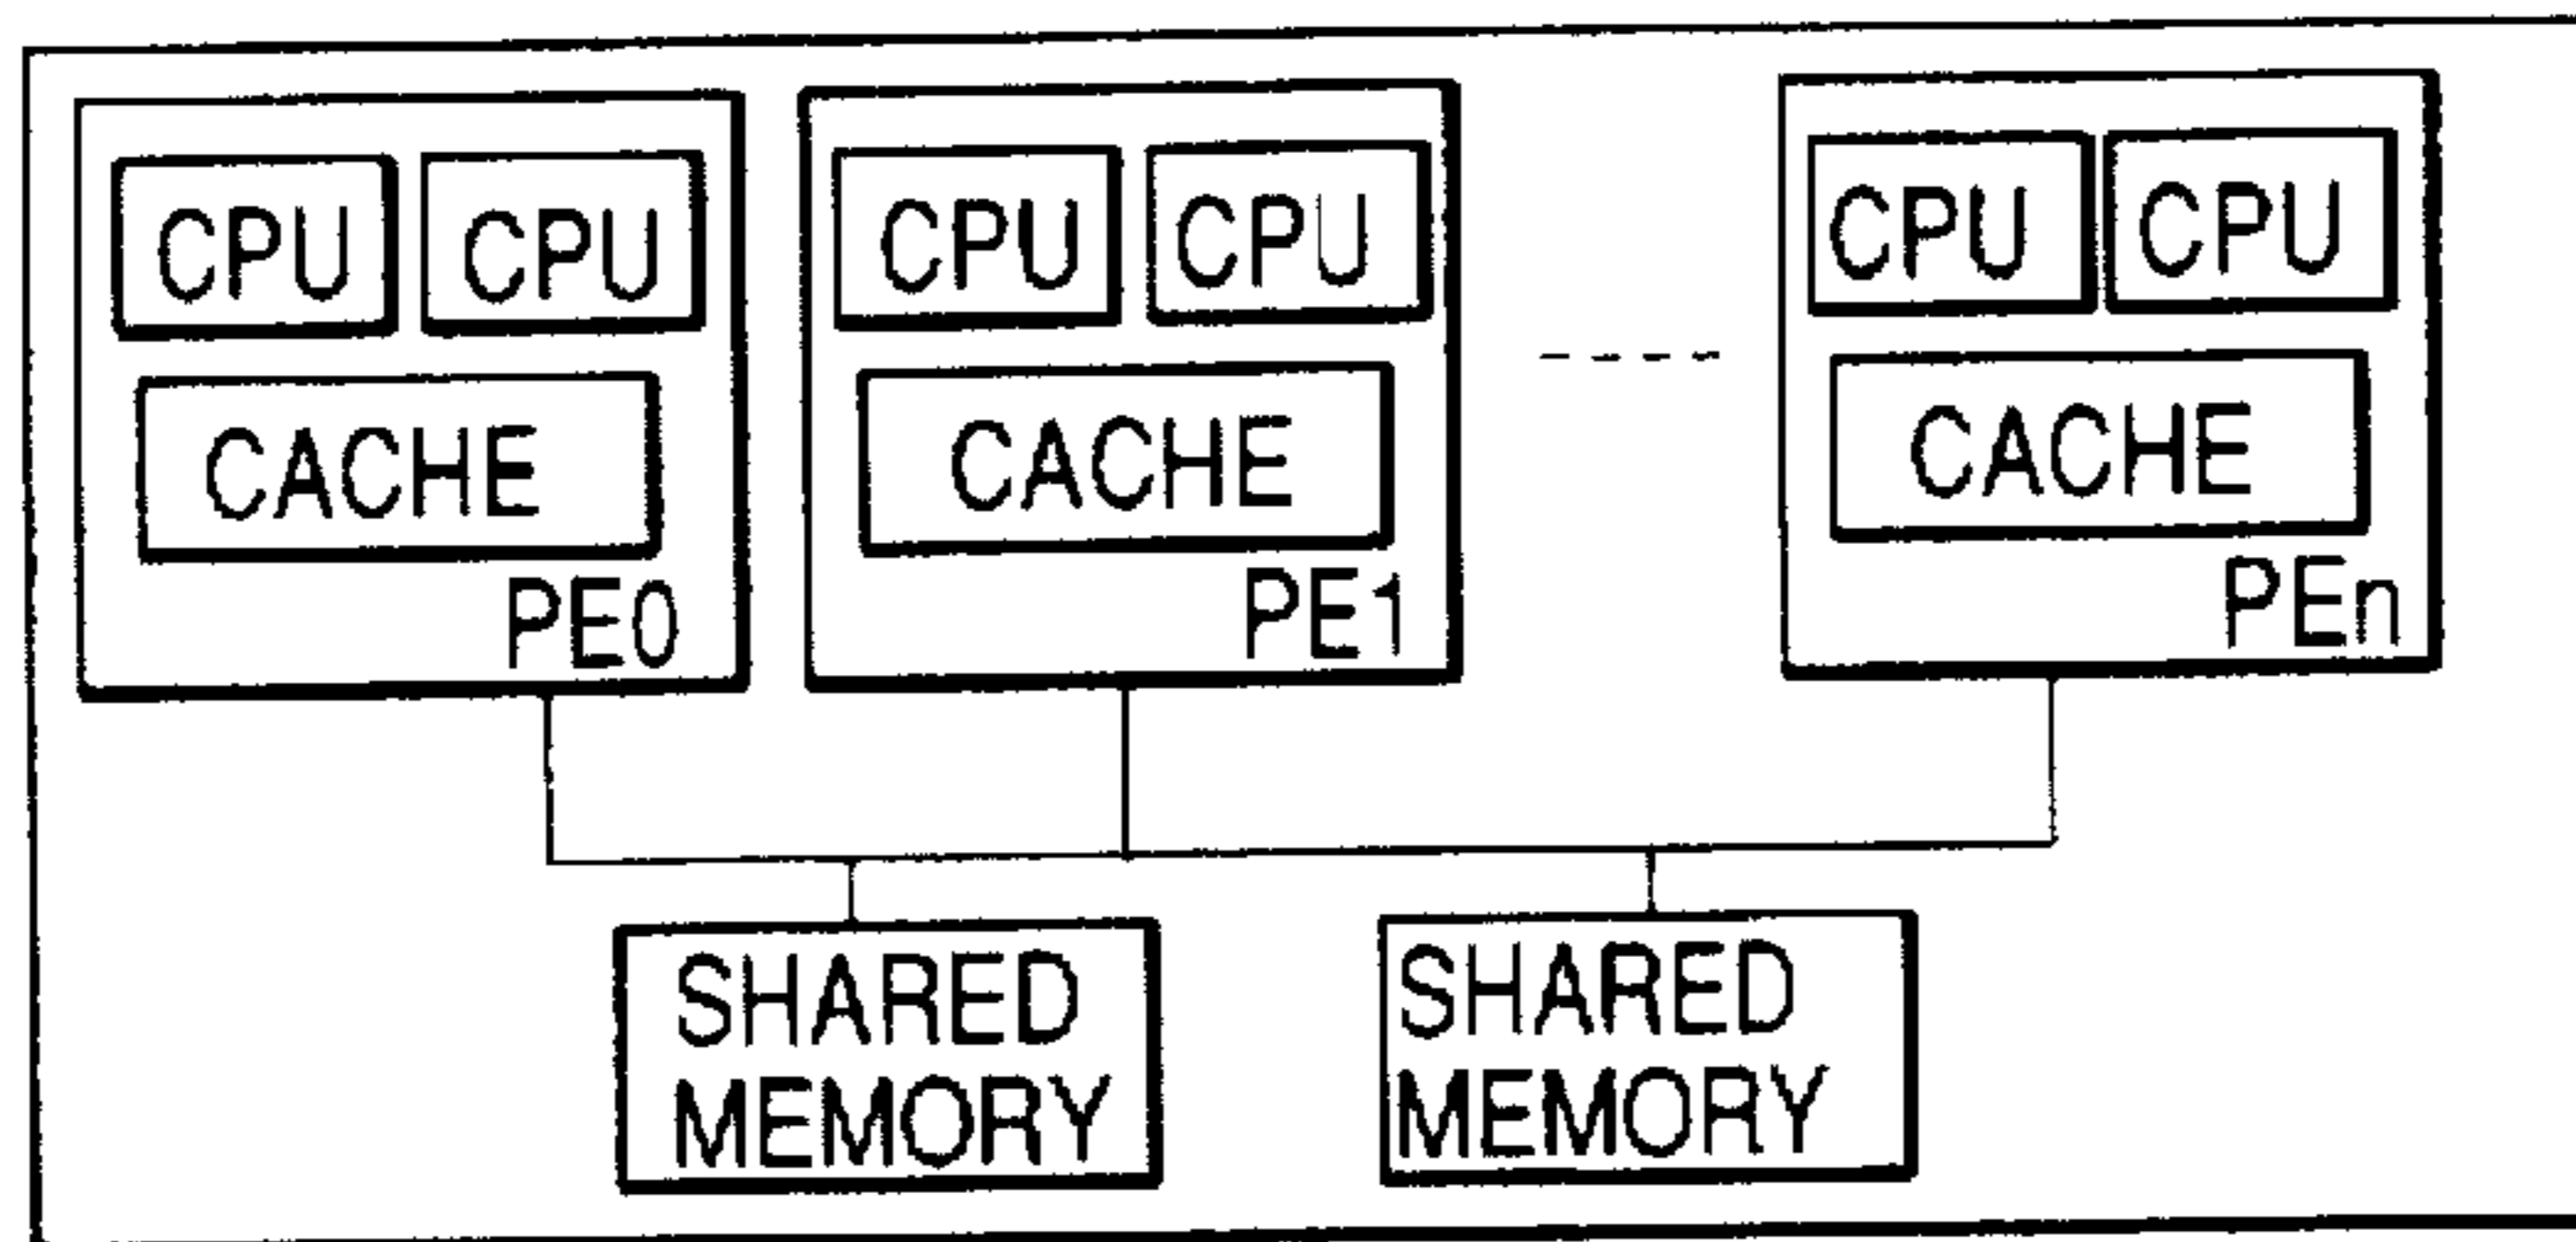 CPU CPU
CACHE
PE0
CPU CPU
CACHE
PE1
CPU CPU
CACHE
PEn
SHARED
MEMORY
SHARED
MEMORY